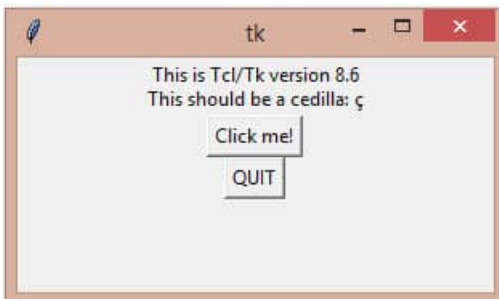 tk
This is Tcl/Tk version 8.6
This should be a cedilla: ç
Click me!
QUIT